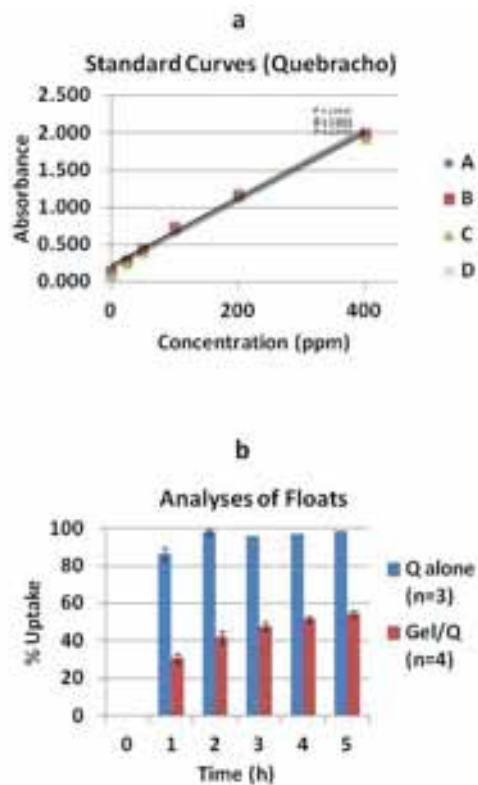 a
Standard Curves (Quebracho)
2.500
2.000
1.500
1.000
0.500
0.000
Absorbance
0
200
400
Concentration (ppm)
A
B
C
D
b
Analyses of Floats
100
80
60
40
20
0
% Uptake
0 1 2 3 4 5
Time (h)
Q alone
(n=3)
Gel/Q
(n=4)